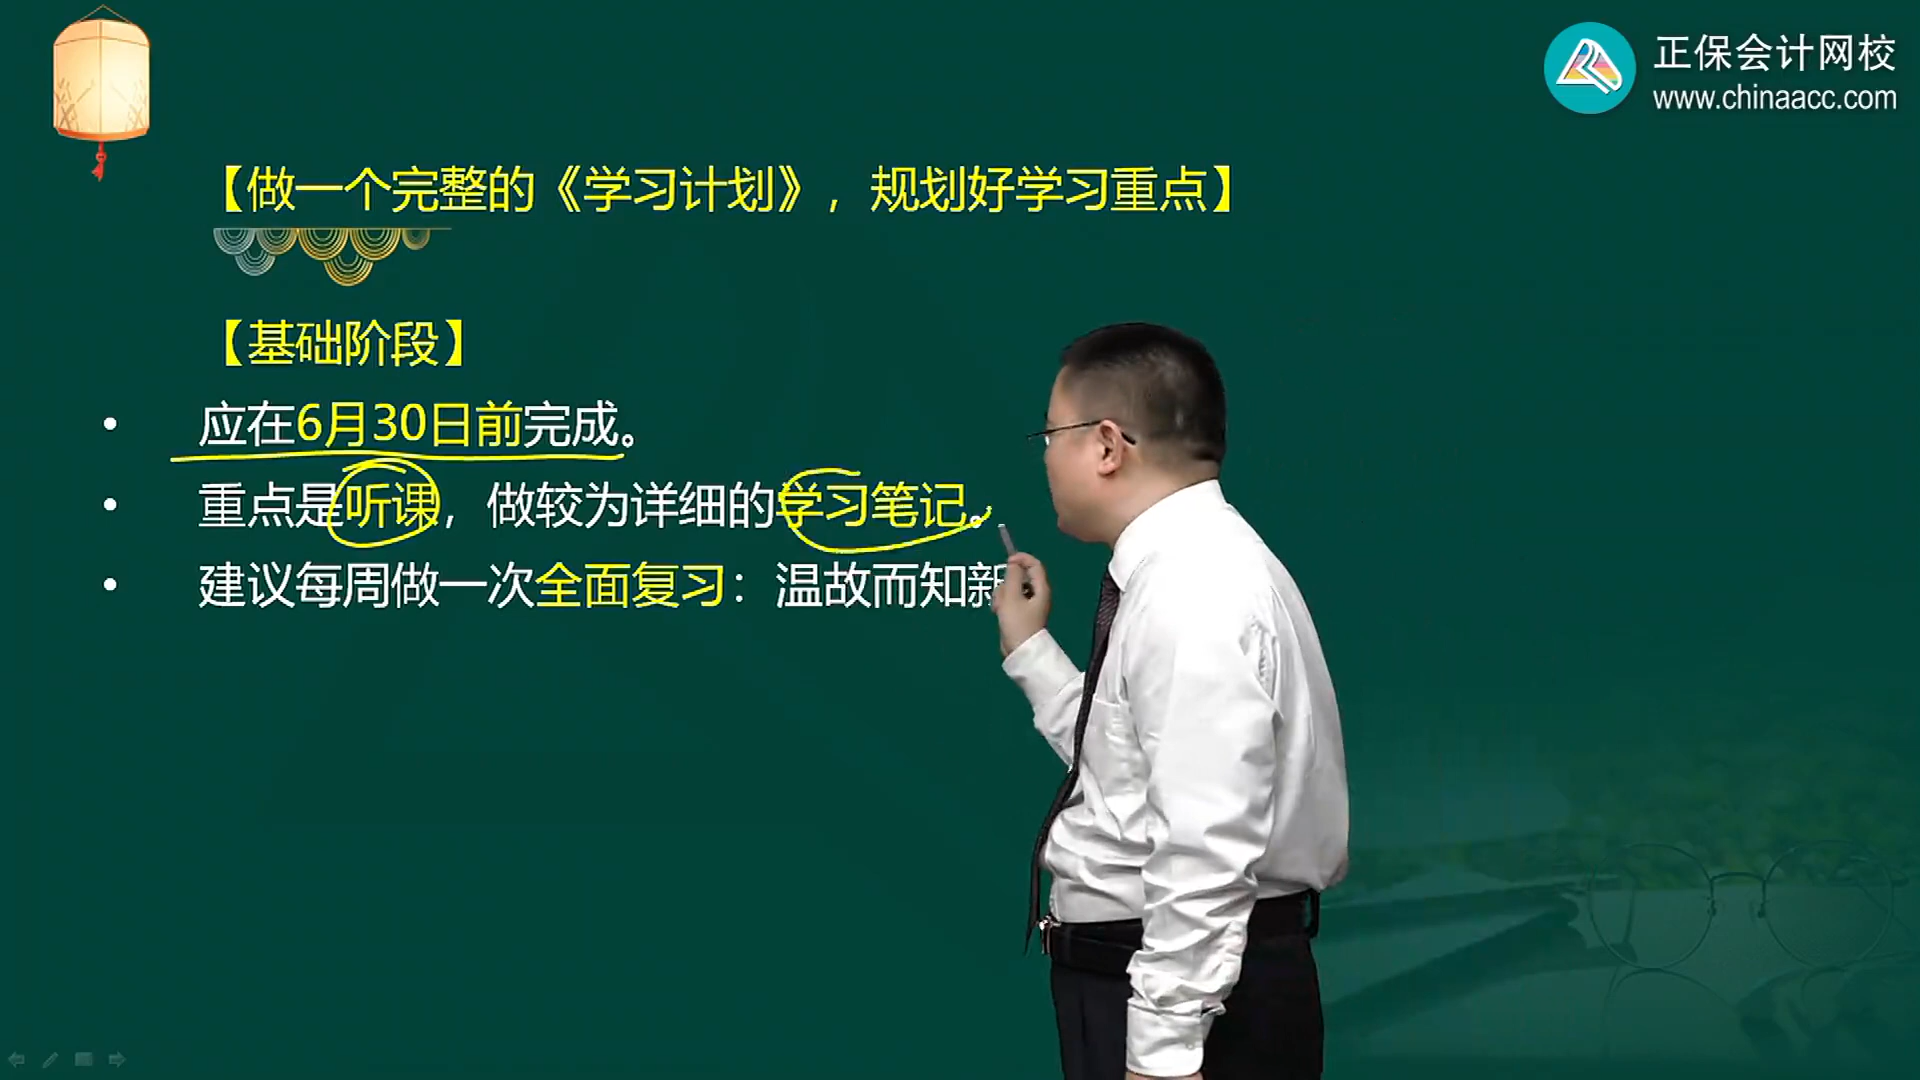 正保会计网校
www.chinaacc.com
【做一个完整的《学习计划》，规划好学习重点】
【基础阶段】
• 应在6月30日前完成。
• 重点是听课，做较为详细的学习笔记。
• 建议每周做一次全面复习：温故而知新